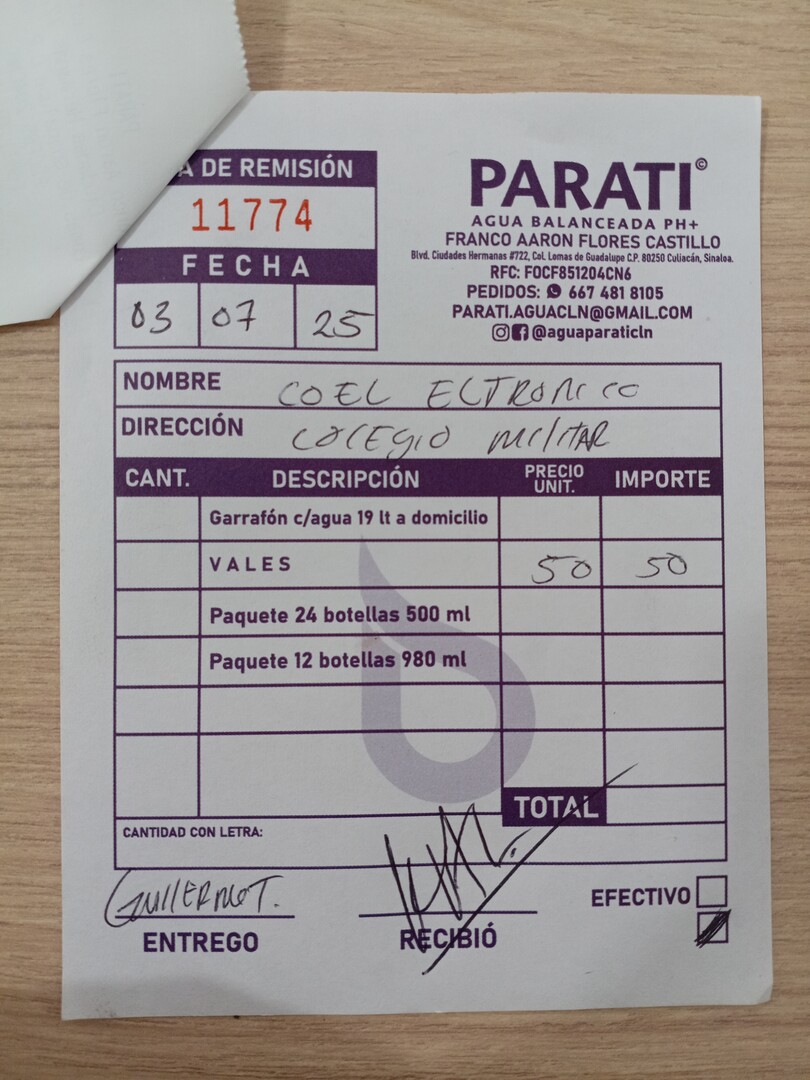 A DE REMISIÓN
11774
FECHA
03 07 25
PARATI©
AGUA BALANCEADA PH+
FRANCO AARON FLORES CASTILLO
Blvd. Ciudades Hermanas #722, Col. Lomas de Guadalupe C.P. 80250 Culiacán, Sinaloa.
RFC: FOCF851204CN6
PEDIDOS: 667 481 8105
PARATI.AGUACLN@GMAIL.COM
@aguaparaticln
NOMBRE COEL ELTRONICO
DIRECCIÓN COLEGIO MILITAR
CANT. DESCRIPCIÓN PRECIO UNIT. IMPORTE
Garrafón c/agua 19 lt a domicilio
VALES 50 50
Paquete 24 botellas 500 ml
Paquete 12 botellas 980 ml
TOTAL
CANTIDAD CON LETRA:
GUILLERMO T.
ENTREGO
RECIBIÓ
EFECTIVO